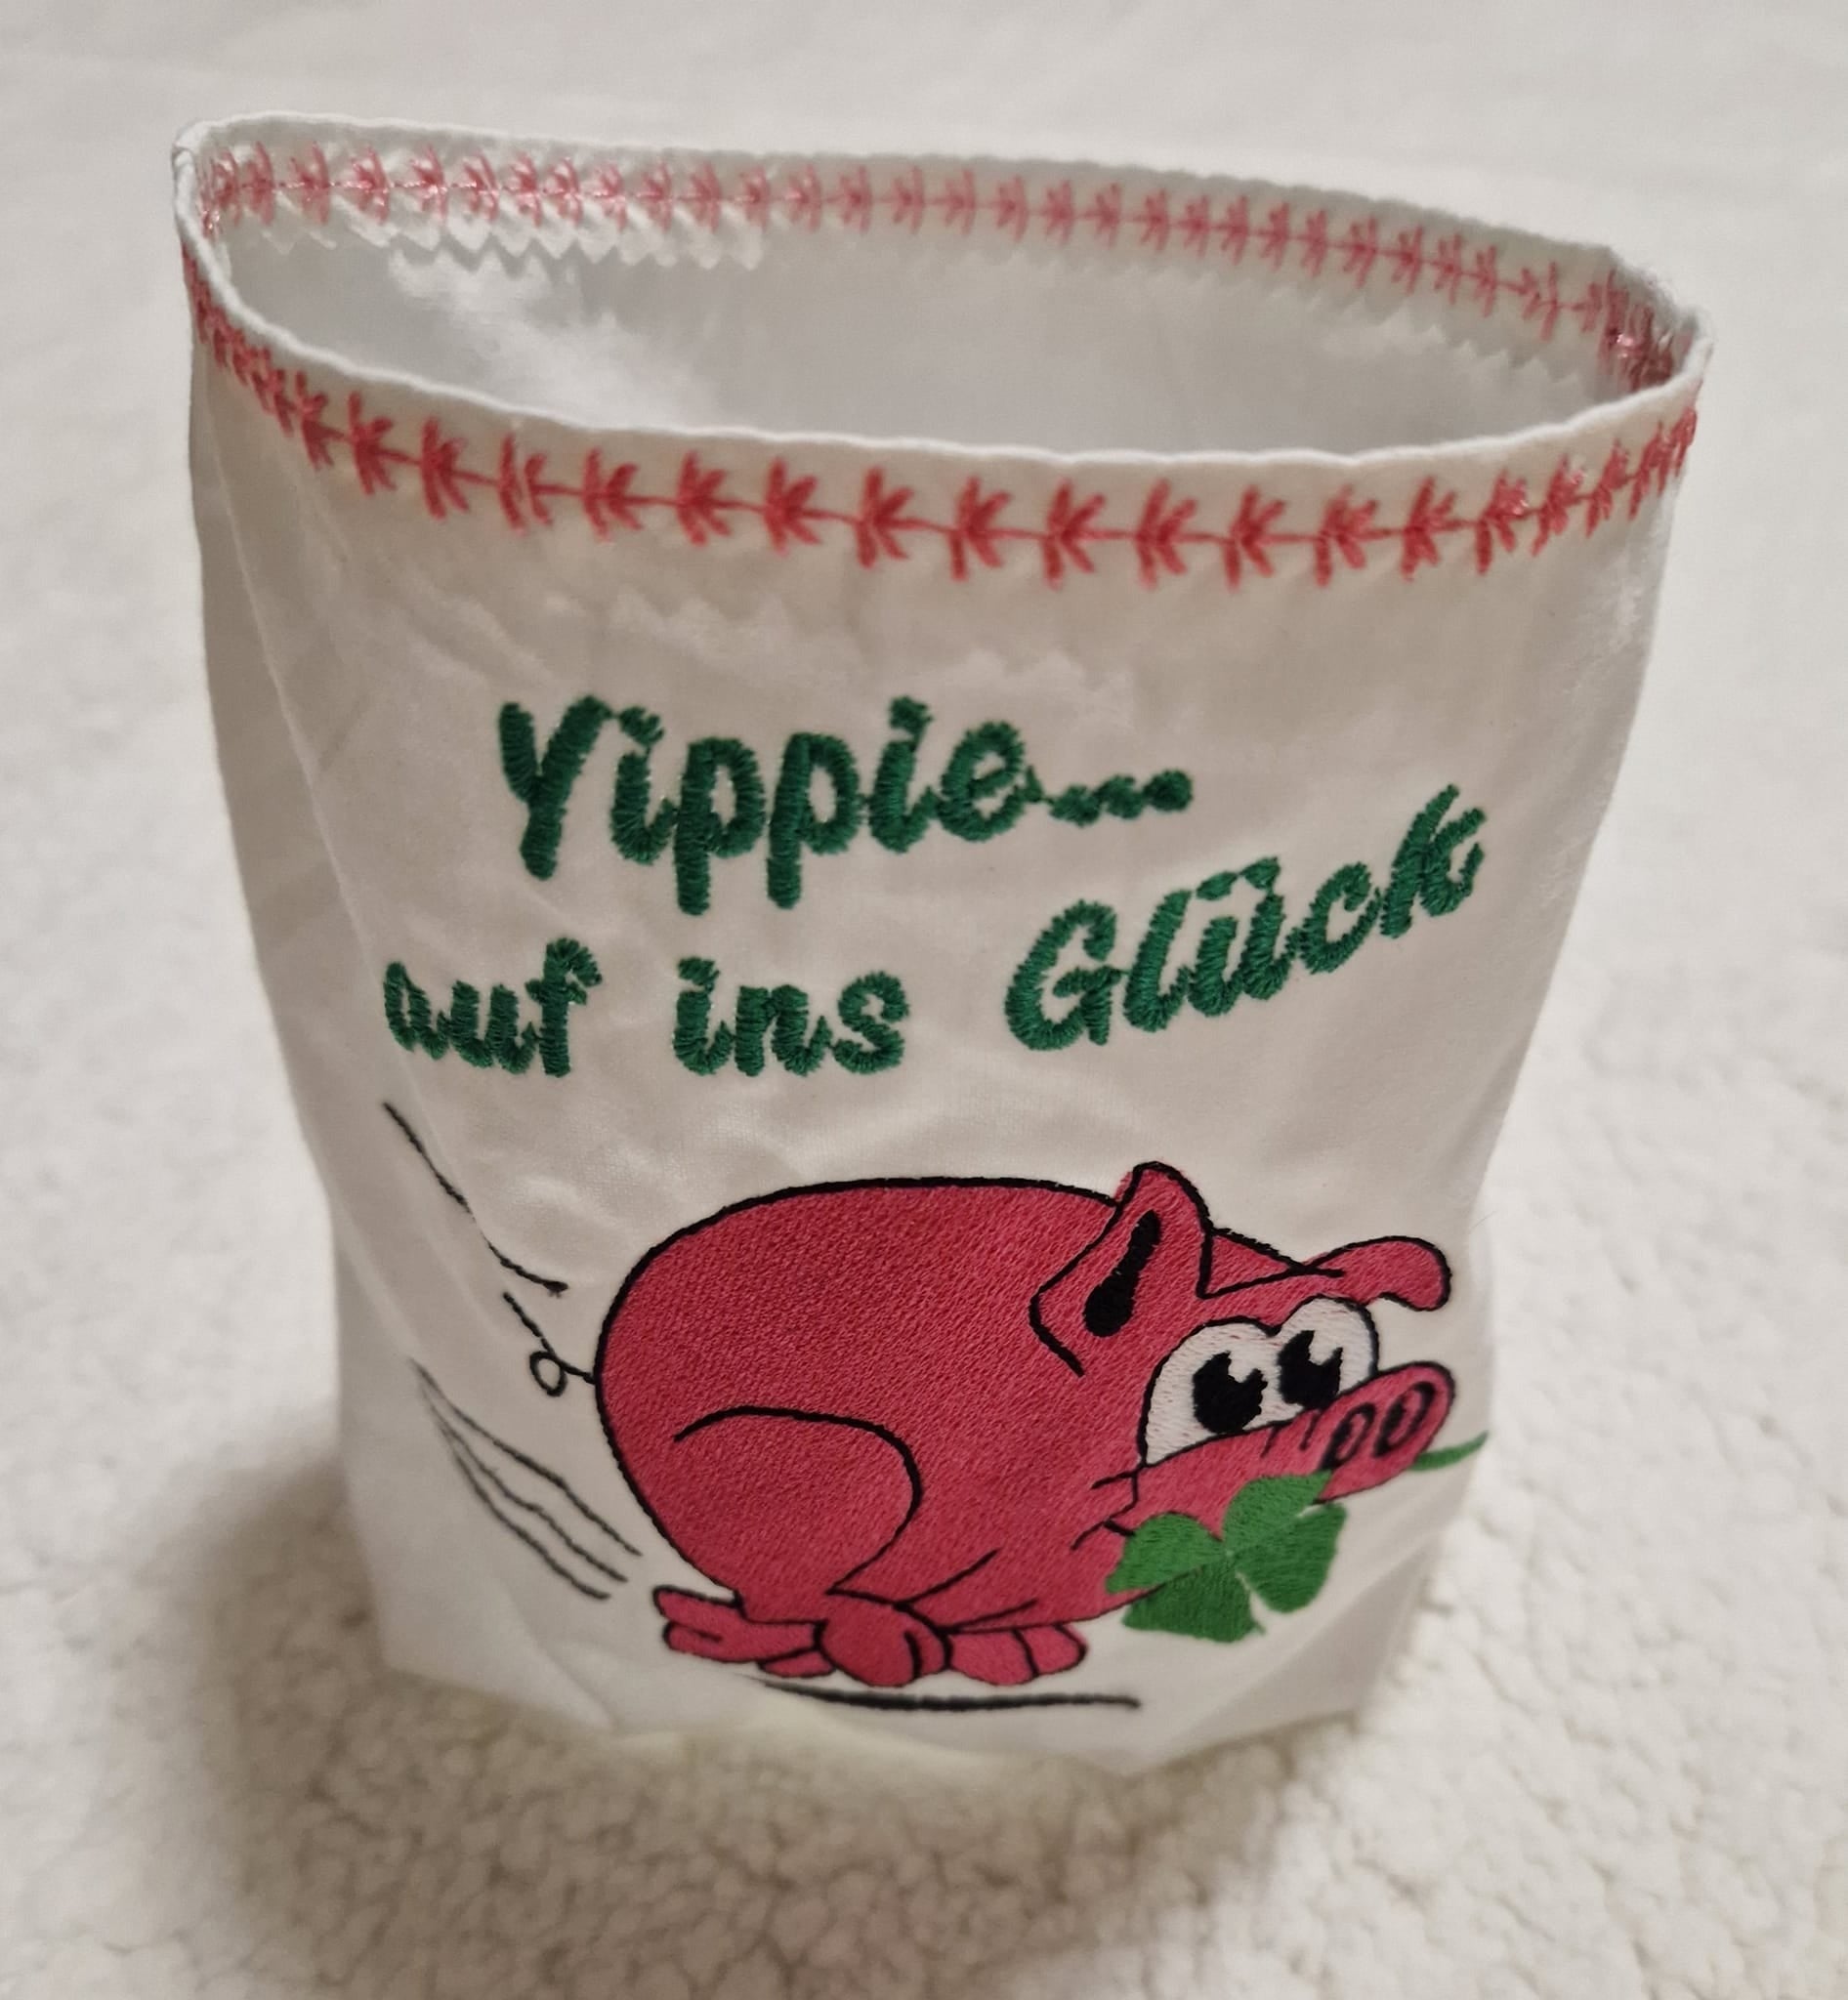 Yippie...
auf ins Glück